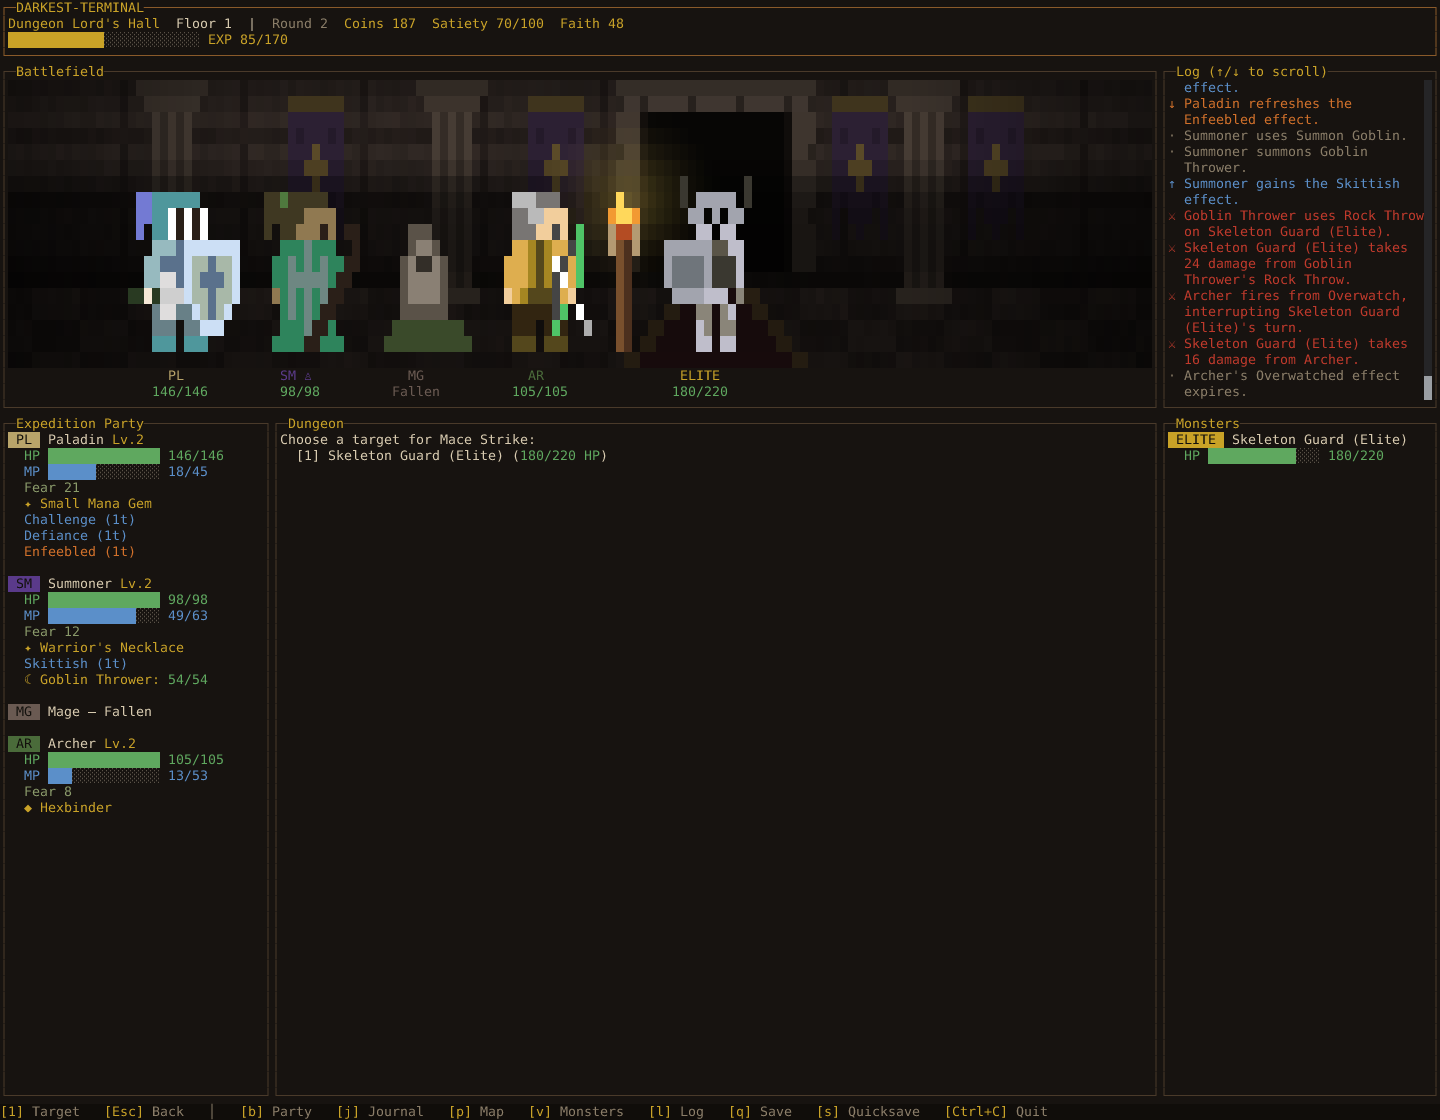 DARKEST-TERMINAL
Dungeon Lord's Hall  Floor 1  |  Round 2  Coins 187  Satiety 70/100  Faith 48
EXP 85/170
Battlefield
PL
146/146
SM ♙
98/98
MG
Fallen
AR
105/105
ELITE
180/220
Log (↑/↓ to scroll)
effect.
↓ Paladin refreshes the
Enfeebled effect.
· Summoner uses Summon Goblin.
· Summoner summons Goblin
Thrower.
↑ Summoner gains the Skittish
effect.
⚔ Goblin Thrower uses Rock Throw
on Skeleton Guard (Elite).
⚔ Skeleton Guard (Elite) takes
24 damage from Goblin
Thrower's Rock Throw.
⚔ Archer fires from Overwatch,
interrupting Skeleton Guard
(Elite)'s turn.
⚔ Skeleton Guard (Elite) takes
16 damage from Archer.
· Archer's Overwatched effect
expires.
Expedition Party
PL Paladin Lv.2
HP 146/146
MP 18/45
Fear 21
✦ Small Mana Gem
Challenge (1t)
Defiance (1t)
Enfeebled (1t)
SM Summoner Lv.2
HP 98/98
MP 49/63
Fear 12
✦ Warrior's Necklace
Skittish (1t)
☾ Goblin Thrower: 54/54
MG Mage — Fallen
AR Archer Lv.2
HP 105/105
MP 13/53
Fear 8
◆ Hexbinder
Dungeon
Choose a target for Mace Strike:
[1] Skeleton Guard (Elite) (180/220 HP)
Monsters
ELITE Skeleton Guard (Elite)
HP 180/220
[1] Target  [Esc] Back  │  [b] Party  [j] Journal  [p] Map  [v] Monsters  [l] Log  [q] Save  [s] Quicksave  [Ctrl+C] Quit